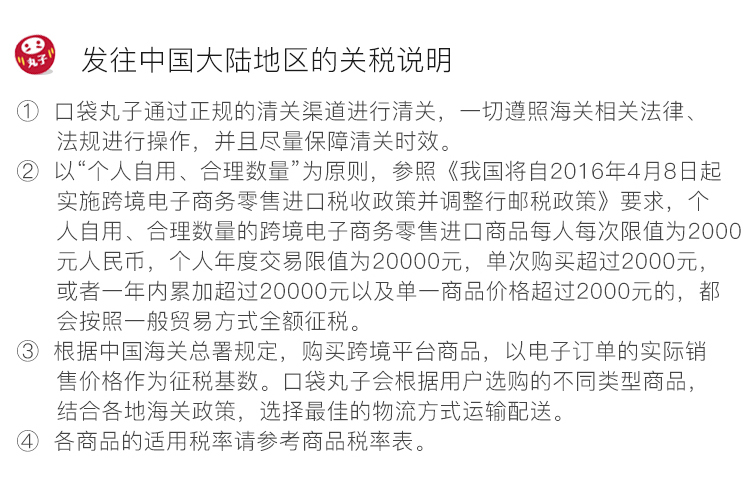 丸子
发往中国大陆地区的关税说明
① 口袋丸子通过正规的清关渠道进行清关，一切遵照海关相关法律、
法规进行操作，并且尽量保障清关时效。
② 以“个人自用、合理数量”为原则，参照《我国将自2016年4月8日起
实施跨境电子商务零售进口税收政策并调整行邮税政策》要求，个
人自用、合理数量的跨境电子商务零售进口商品每人每次限值为2000
元人民币，个人年度交易限值为20000元，单次购买超过2000元，
或者一年内累加超过20000元以及单一商品价格超过2000元的，都
会按照一般贸易方式全额征税。
③ 根据中国海关总署规定，购买跨境平台商品，以电子订单的实际销
售价格作为征税基数。口袋丸子会根据用户选购的不同类型商品，
结合各地海关政策，选择最佳的物流方式运输配送。
④ 各商品的适用税率请参考商品税率表。